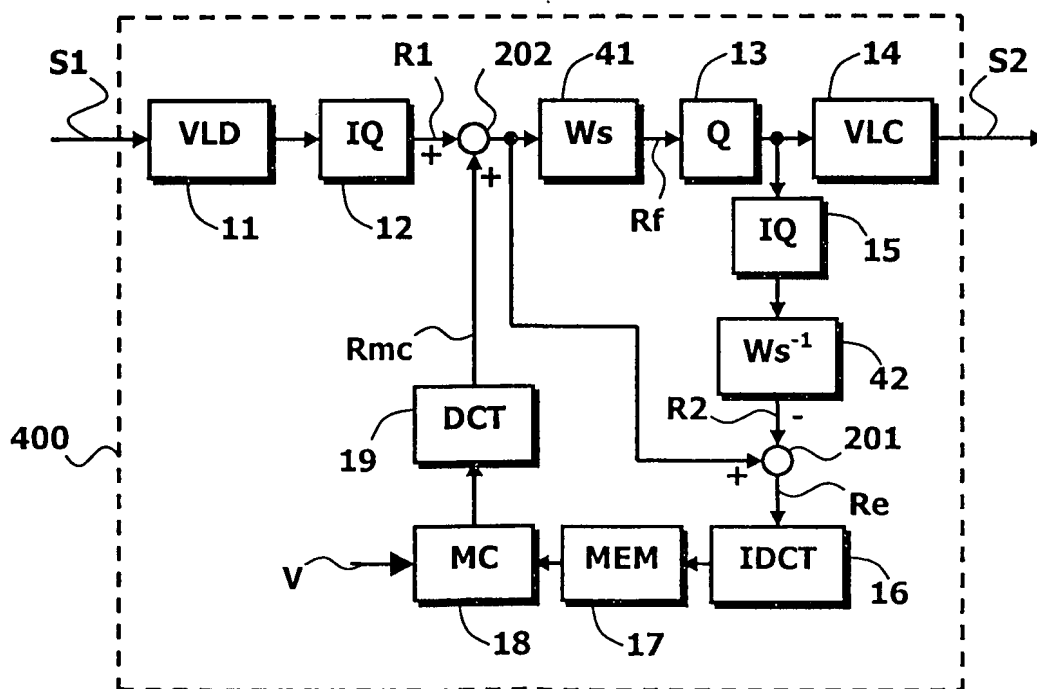 S1
R1
202
41
13
14
S2
VLD
IQ
+
+
Ws
Q
VLC
11
12
Rf
IQ
15
Rmc
Ws-1
42
DCT
R2
-
400
19
+
201
Re
V
MC
MEM
IDCT
18
17
16